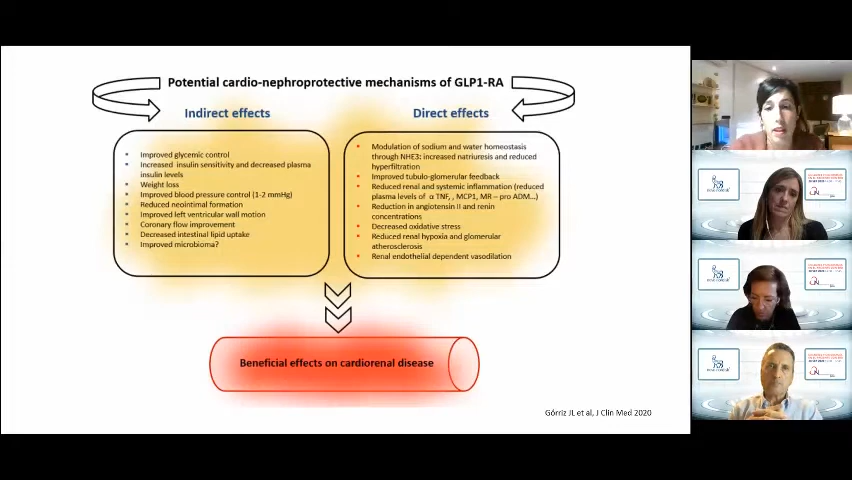 Potential cardio-nephroprotective mechanisms of GLP1-RA
Indirect effects
Improved glycemic control
Increased insulin sensitivity and decreased plasma
insulin levels
Weight loss
Improved blood pressure control (1-2 mmHg)
Reduced neointimal formation
Improved left ventricular wall motion
Coronary flow improvement
Decreased intestinal lipid uptake
Improved microbioma?
Direct effects
Modulation of sodium and water homeostasis
through NHE3: increased natriuresis and reduced
hyperfiltration
Improved tubulo-glomerular feedback
Reduced renal and systemic inflammation (reduced
plasma levels of α TNF, , MCP1, MR – pro ADM...)
Reduction in angiotensin II and renin
concentrations
Decreased oxidative stress
Reduced renal hypoxia and glomerular
atherosclerosis
Renal endothelial dependent vasodilation
Beneficial effects on cardiorenal disease
Górriz JL et al, J Clin Med 2020